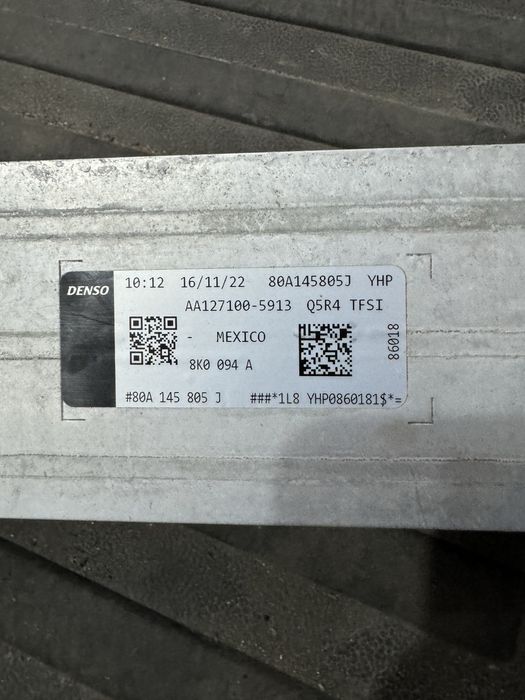 DENSO
10:12 16/11/22 80A145805J YHP
AA127100-5913 Q5R4 TFSI
- MEXICO
8K0 094 A
86018
#80A 145 805 J ###*1L8 YHP0860181$*=